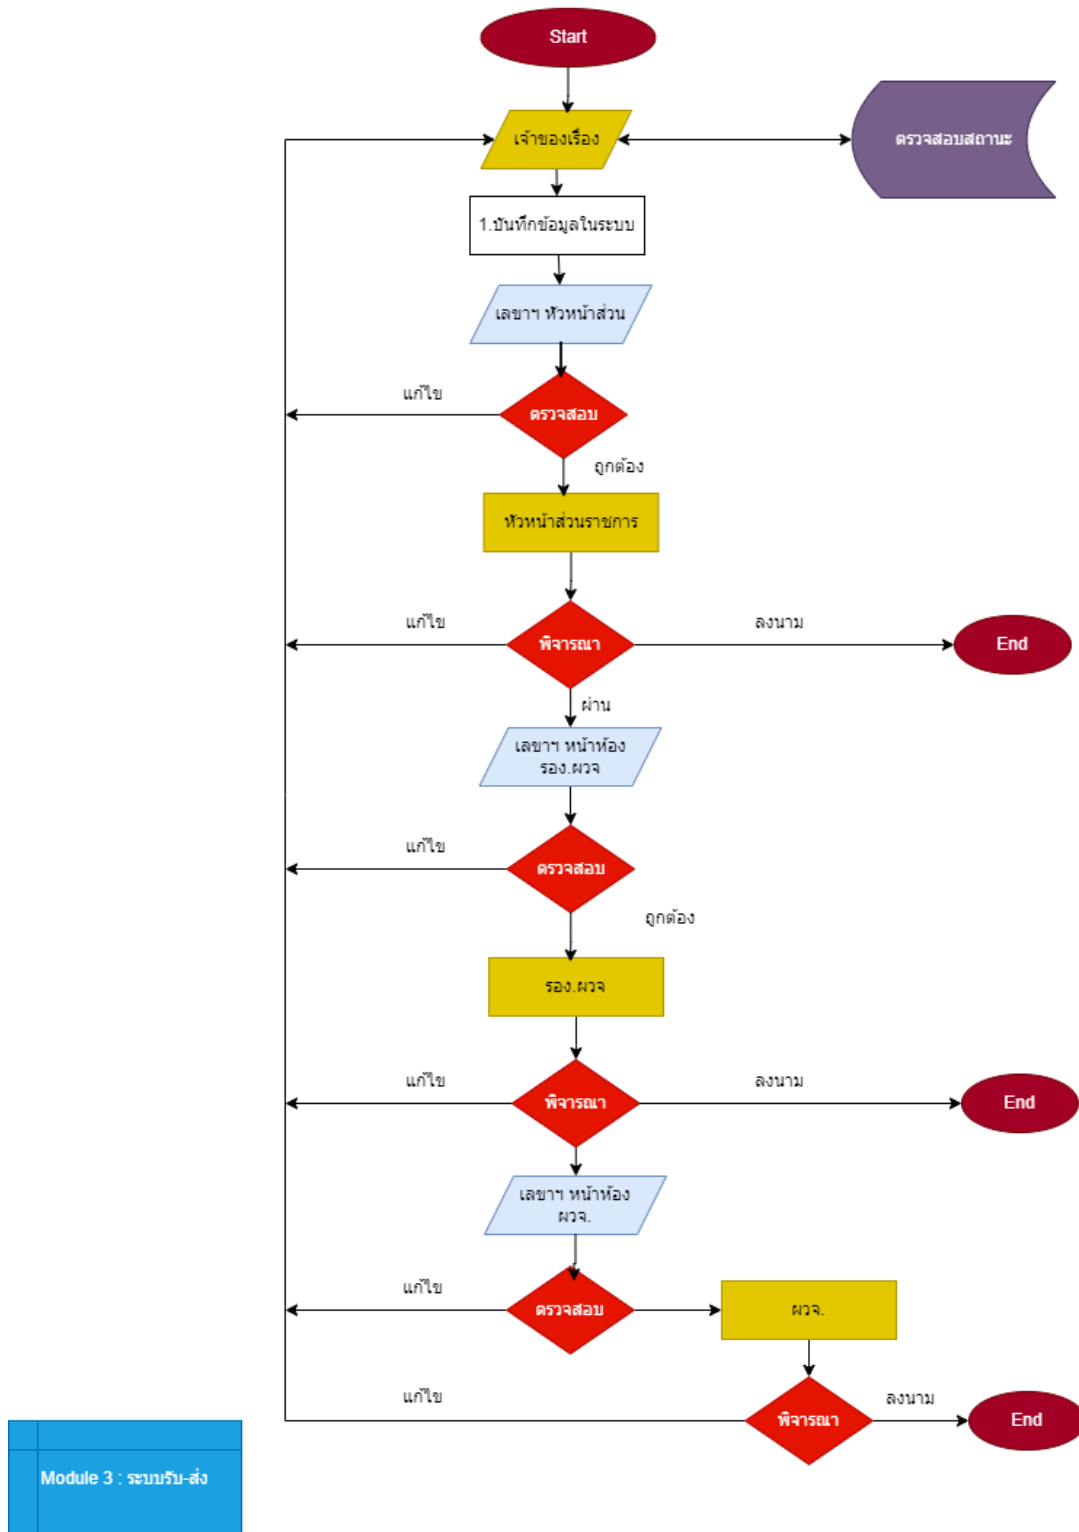 Start
เจ้าของเรื่อง
ตรวจสอบสถานะ
1.บันทึกข้อมูลในระบบ
เลขาฯ หัวหน้าส่วน
แก้ไข
ตรวจสอบ
ถูกต้อง
หัวหน้าส่วนราชการ
แก้ไข
พิจารณา
ลงนาม
End
ผ่าน
เลขาฯ หน้าห้อง
รอง.ผวจ
แก้ไข
ตรวจสอบ
ถูกต้อง
รอง.ผวจ
แก้ไข
พิจารณา
ลงนาม
End
เลขาฯ หน้าห้อง
ผวจ.
แก้ไข
ตรวจสอบ
ผวจ.
แก้ไข
พิจารณา
ลงนาม
End
Module 3 : ระบบรับ-ส่ง